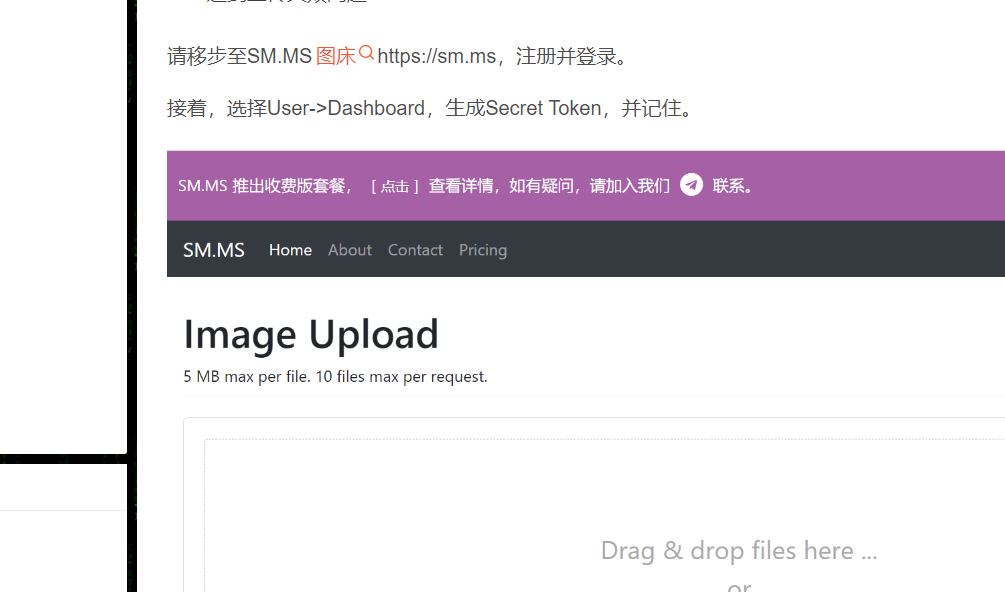 请移步至SM.MS 图床https://sm.ms，注册并登录。
接着，选择User->Dashboard，生成Secret Token，并记住。
SM.MS 推出收费版套餐， [ 点击 ] 查看详情，如有疑问，请加入我们 联系。
SM.MS Home About Contact Pricing
Image Upload
5 MB max per file. 10 files max per request.
Drag & drop files here ...
or